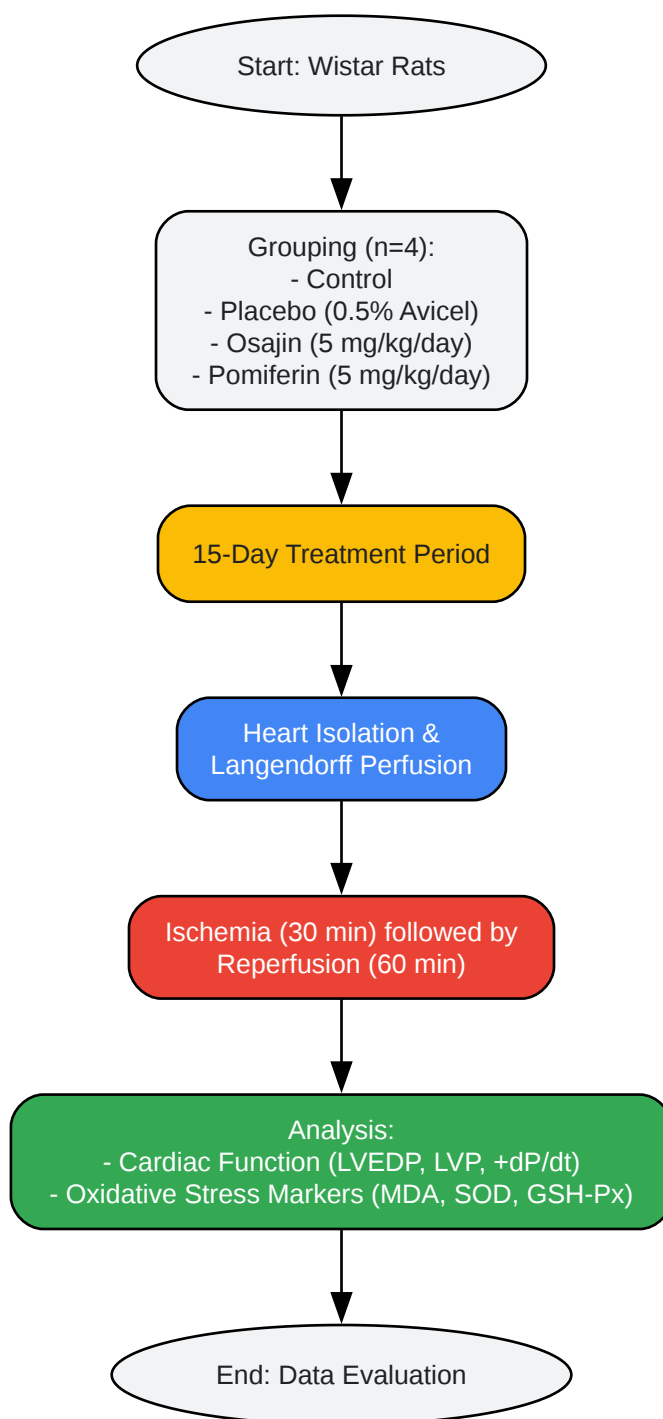 Start: Wistar Rats
Grouping (n=4):
- Control
- Placebo (0.5% Avicel)
- Osajin (5 mg/kg/day)
- Pomiferin (5 mg/kg/day)
15-Day Treatment Period
Heart Isolation &
Langendorff Perfusion
Ischemia (30 min) followed by
Reperfusion (60 min)
Analysis:
- Cardiac Function (LVEDP, LVP, +dP/dt)
- Oxidative Stress Markers (MDA, SOD, GSH-Px)
End: Data Evaluation